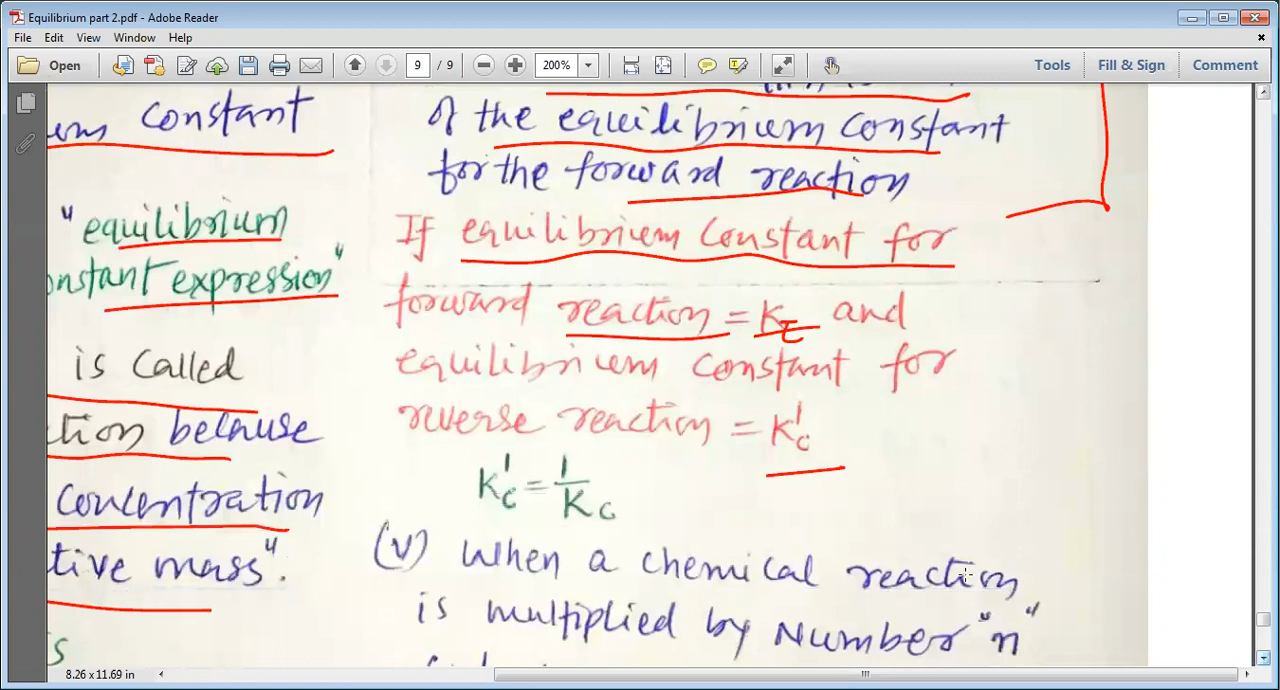 Equilibrium part 2.pdf - Adobe Reader
File Edit View Window Help
Open 9 / 9 200% Tools Fill & Sign Comment
um Constant
"equilibrium
onstant expression"
is called
ction because
concentration
tive mass".
is
of the equilibrium constant
for the forward reaction
If equilibrium constant for
forward reaction = Kc and
equilibrium constant for
reverse reaction = K'c
K'c = 1/Kc
(v) When a chemical reaction
is multiplied by Number "n"
8.26 x 11.69 in